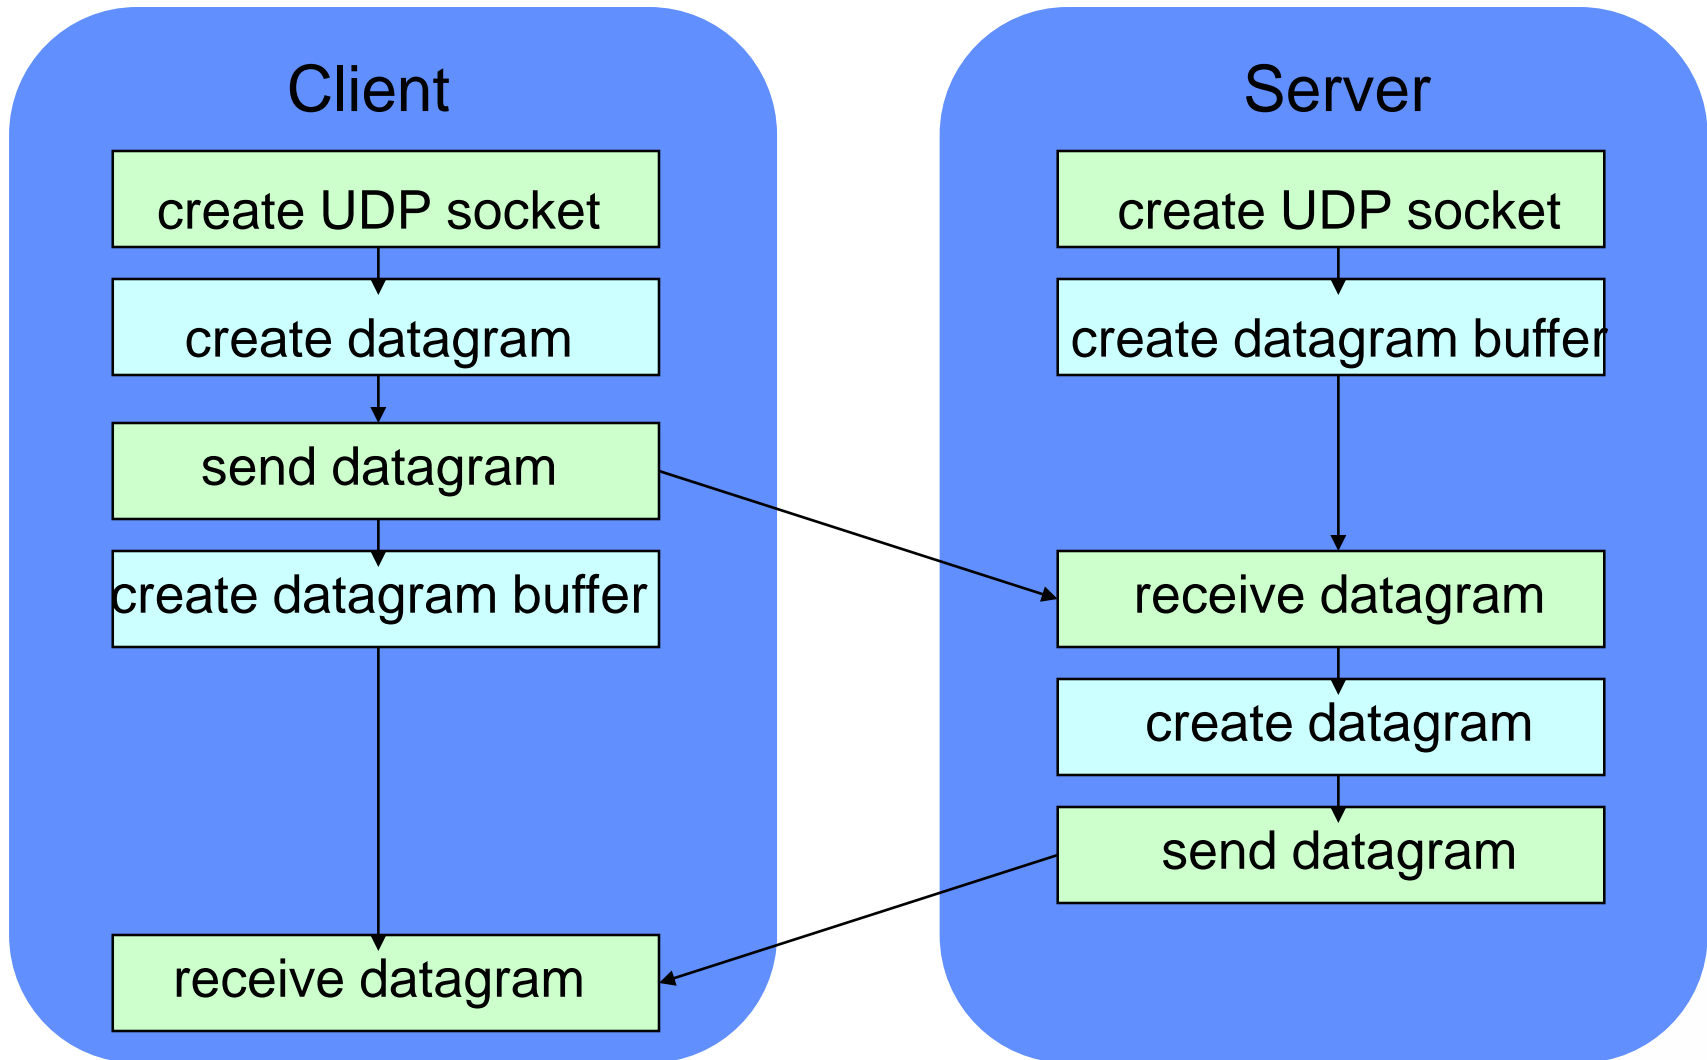 Client
create UDP socket
create datagram
send datagram
create datagram buffer
receive datagram
Server
create UDP socket
create datagram buffer
receive datagram
create datagram
send datagram